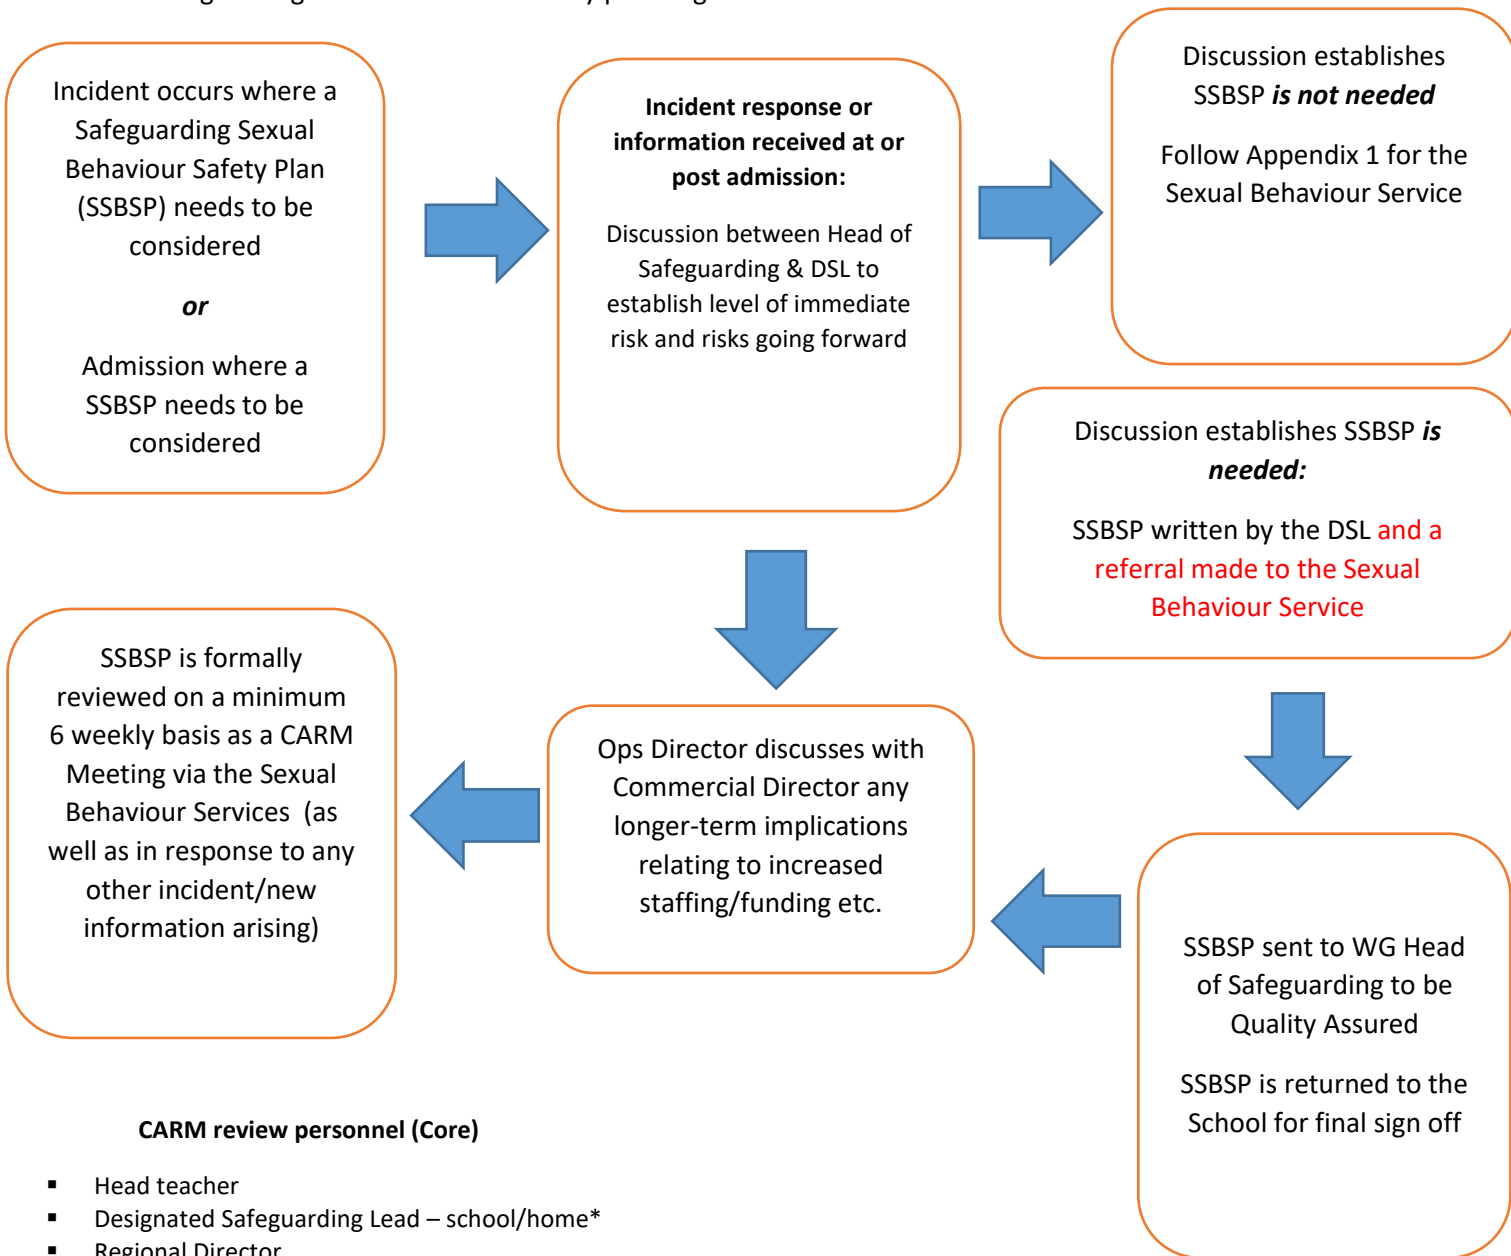 Incident occurs where a
Safeguarding Sexual
Behaviour Safety Plan
(SSBSP) needs to be
considered
or
Admission where a
SSBSP needs to be
considered
Incident response or
information received at or
post admission:
Discussion between Head of
Safeguarding & DSL to
establish level of immediate
risk and risks going forward
Discussion establishes
SSBSP is not needed
Follow Appendix 1 for the
Sexual Behaviour Service
Discussion establishes SSBSP is
needed:
SSBSP written by the DSL and a
referral made to the Sexual
Behaviour Service
SSBSP is formally
reviewed on a minimum
6 weekly basis as a CARM
Meeting via the Sexual
Behaviour Services (as
well as in response to any
other incident/new
information arising)
Ops Director discusses with
Commercial Director any
longer-term implications
relating to increased
staffing/funding etc.
SSBSP sent to WG Head
of Safeguarding to be
Quality Assured
SSBSP is returned to the
School for final sign off
CARM review personnel (Core)
▪ Head teacher
▪ Designated Safeguarding Lead – school/home*
▪ Regional Director